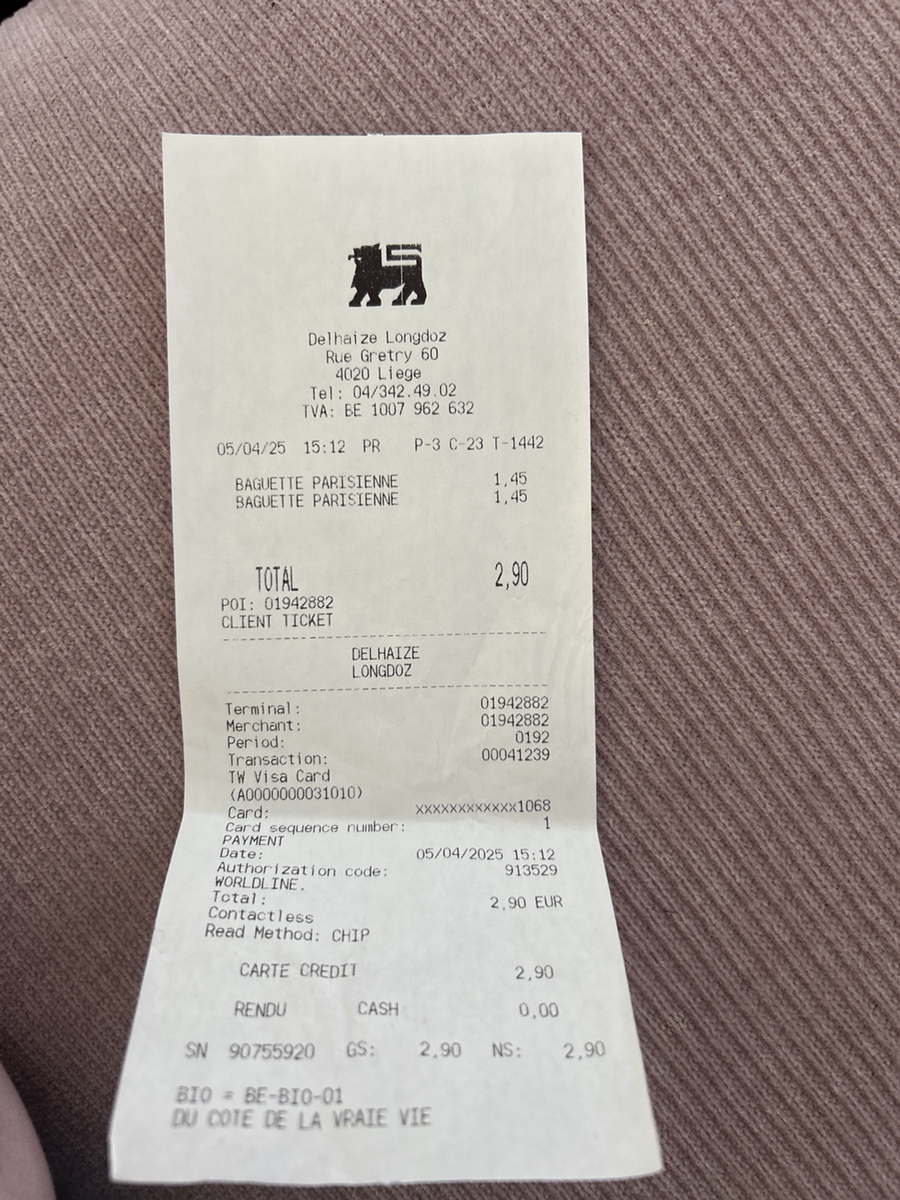 Delhaize Longdoz
Rue Gretry 60
4020 Liege
Tel: 04/342.49.02
TVA: BE 1007 962 632
05/04/25 15:12 PR P-3 C-23 T-1442
BAGUETTE PARISIENNE 1,45
BAGUETTE PARISIENNE 1,45
TOTAL 2,90
POI: 01942882
CLIENT TICKET
DELHAIZE
LONGDOZ
Terminal: 01942882
Merchant: 01942882
Period: 0192
Transaction: 00041239
TW Visa Card
(A0000000031010)
Card: xxxxxxxxxxxx1068
Card sequence number: 1
PAYMENT
Date: 05/04/2025 15:12
Authorization code: 913529
WORLDLINE.
Total: 2,90 EUR
Contactless
Read Method: CHIP
CARTE CREDIT 2,90
RENDU CASH 0,00
SN 90755920 GS: 2,90 NS: 2,90
BIO = BE-BIO-01
DU COTE DE LA VRAIE VIE